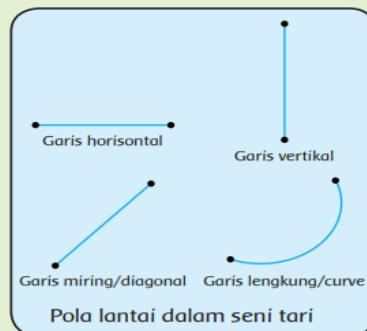 Garis horisontal
Garis vertikal
Garis miring/diagonal
Garis lengkung/curve
Pola lantai dalam seni tari